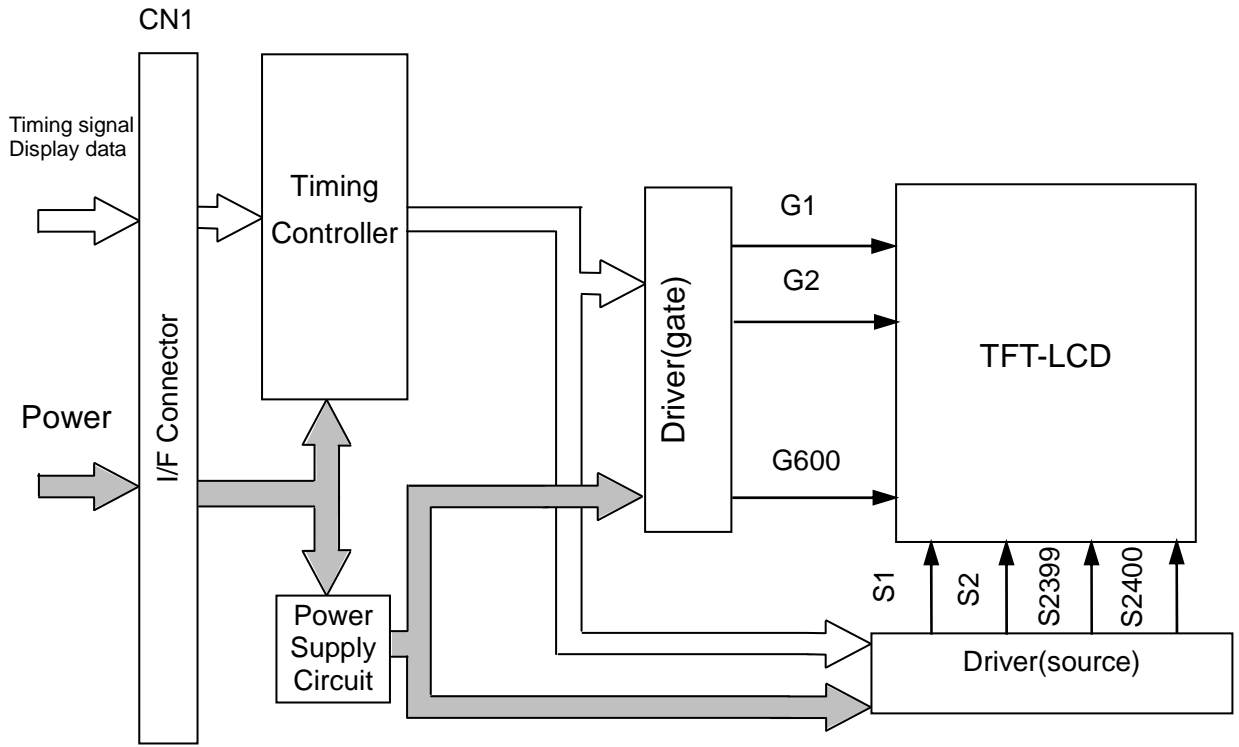 CN1
Timing signal
Display data
Power
I/F Connector
Timing
Controller
Power
Supply
Circuit
Driver(gate)
G1
G2
G600
TFT-LCD
S1
S2
S2399
S2400
Driver(source)